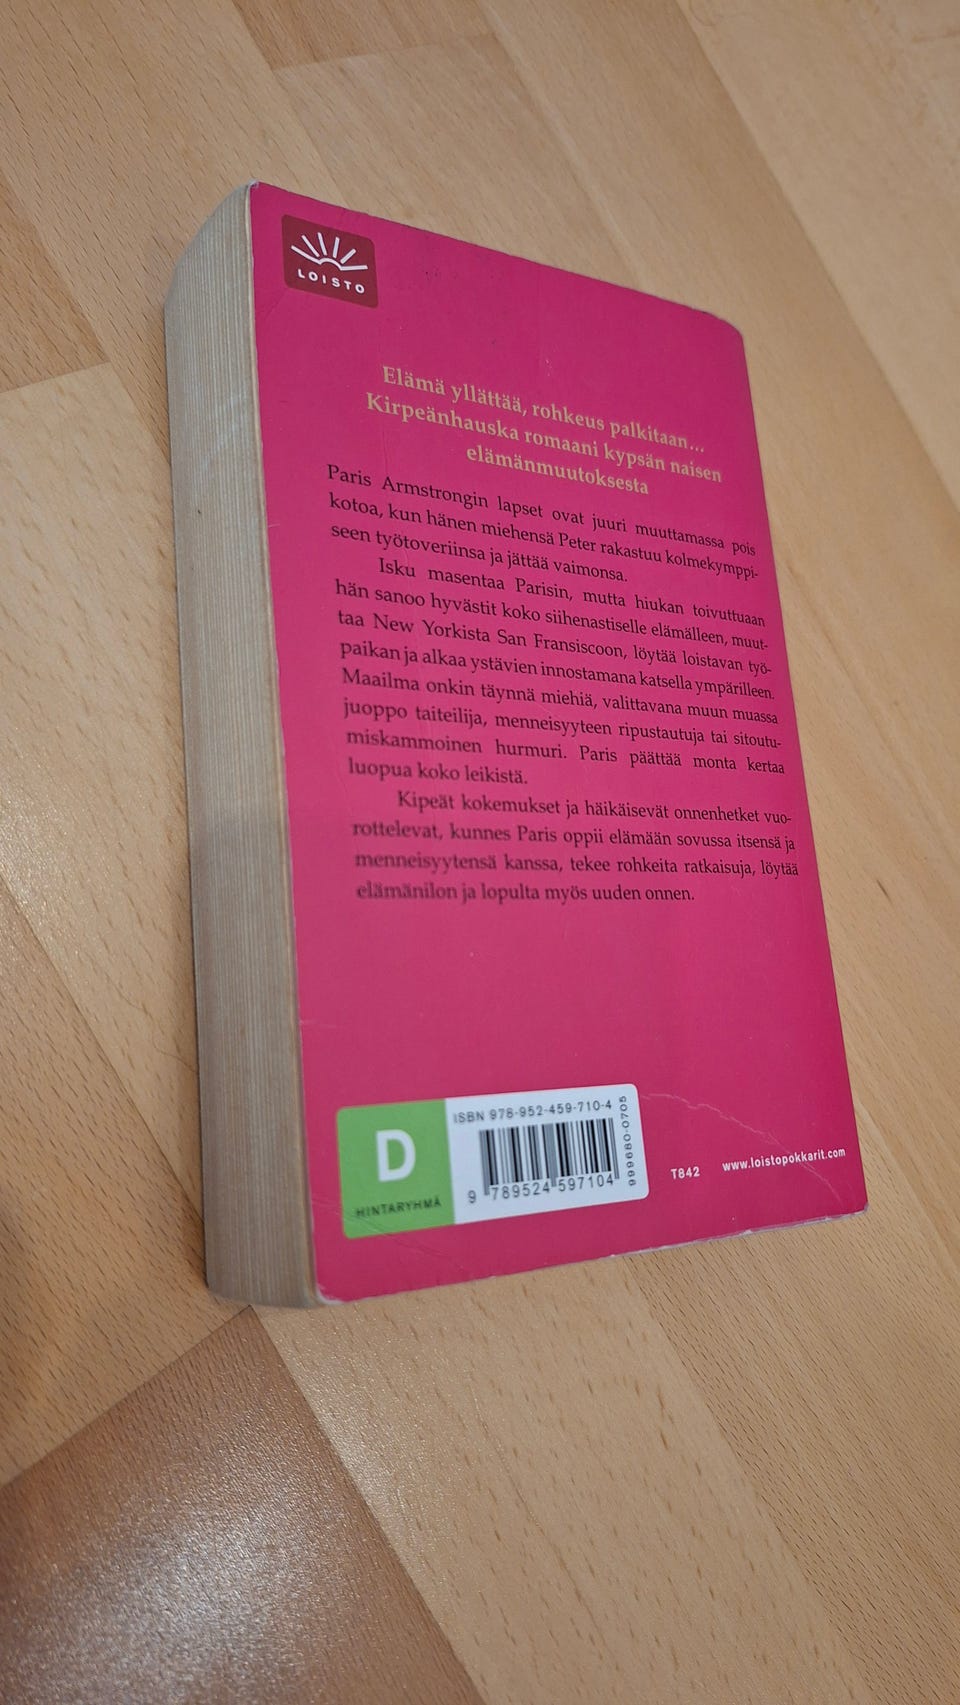 LOISTO
Elämä yllättää, rohkeus palkitaan...
Kirpeänhauska romaani kypsän naisen
elämänmuutoksesta
Paris Armstrongin lapset ovat juuri muuttamassa pois
kotoa, kun hänen miehensä Peter rakastuu kolmekymppi-
seen työtoveriinsa ja jättää vaimonsa.
Isku masentaa Parisin, mutta hiukan toivuttuaan
hän sanoo hyvästit koko siihenastiselle elämälleen, muut-
taa New Yorkista San Fransiscoon, löytää loistavan työ-
paikan ja alkaa ystävien innostamana katsella ympärilleen.
Maailma onkin täynnä miehiä, valittavana muun muassa
juoppo taiteilija, menneisyyteen ripustautuja tai sitoutu-
miskammoinen hurmuri. Paris päättää monta kertaa
luopua koko leikistä.
Kipeät kokemukset ja häikäisevät onnenhetket vuo-
rottelevat, kunnes Paris oppii elämään sovussa itsensä ja
menneisyytensä kanssa, tekee rohkeita ratkaisuja, löytää
elämänilon ja lopulta myös uuden onnen.
D
HINTARYHMÄ
ISBN 978-952-459-710-4
9 789524 597104
999680-0705
T842
www.loistopokkarit.com